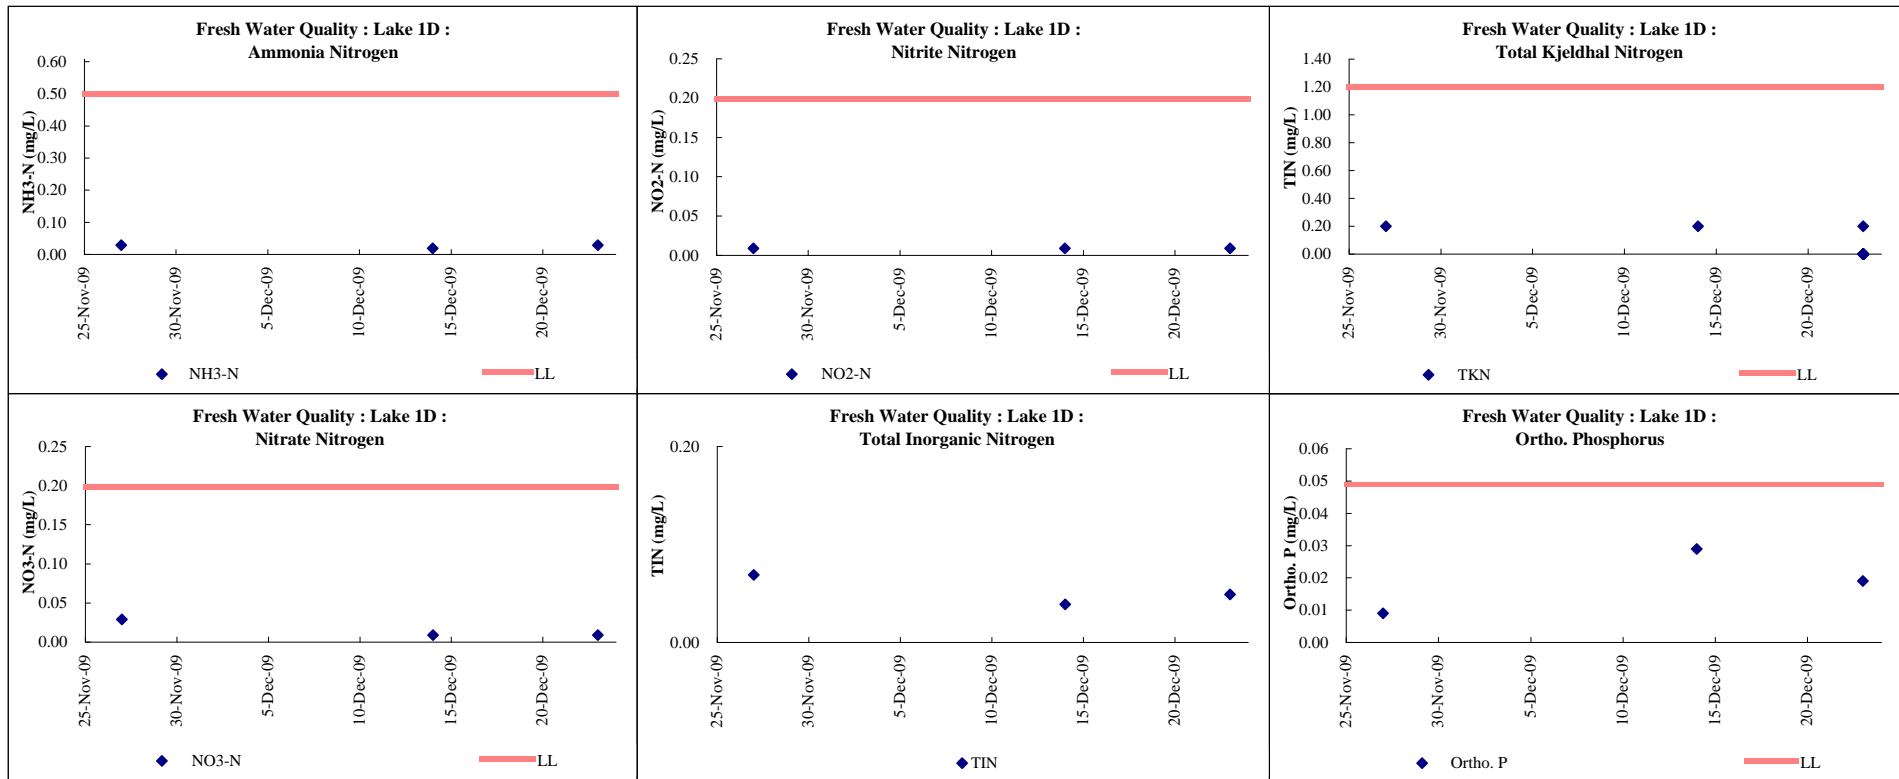 Fresh Water Quality : Lake 1D :
Ammonia Nitrogen
0.60
0.50
0.40
0.30
0.20
0.10
0.00
NH3-N (mg/L)
25-Nov-09
30-Nov-09
5-Dec-09
10-Dec-09
15-Dec-09
20-Dec-09
NH3-N
LL
Fresh Water Quality : Lake 1D :
Nitrite Nitrogen
0.25
0.20
0.15
0.10
0.05
0.00
NO2-N (mg/L)
25-Nov-09
30-Nov-09
5-Dec-09
10-Dec-09
15-Dec-09
20-Dec-09
NO2-N
LL
Fresh Water Quality : Lake 1D :
Total Kjeldhal Nitrogen
1.40
1.20
1.00
0.80
0.60
0.40
0.20
0.00
TIN (mg/L)
25-Nov-09
30-Nov-09
5-Dec-09
10-Dec-09
15-Dec-09
20-Dec-09
TKN
LL
Fresh Water Quality : Lake 1D :
Nitrate Nitrogen
0.25
0.20
0.15
0.10
0.05
0.00
NO3-N (mg/L)
25-Nov-09
30-Nov-09
5-Dec-09
10-Dec-09
15-Dec-09
20-Dec-09
NO3-N
LL
Fresh Water Quality : Lake 1D :
Total Inorganic Nitrogen
0.20
0.00
TIN (mg/L)
25-Nov-09
30-Nov-09
5-Dec-09
10-Dec-09
15-Dec-09
20-Dec-09
TIN
Fresh Water Quality : Lake 1D :
Ortho. Phosphorus
0.06
0.05
0.04
0.03
0.02
0.01
0.00
Ortho. P (mg/L)
25-Nov-09
30-Nov-09
5-Dec-09
10-Dec-09
15-Dec-09
20-Dec-09
Ortho. P
LL